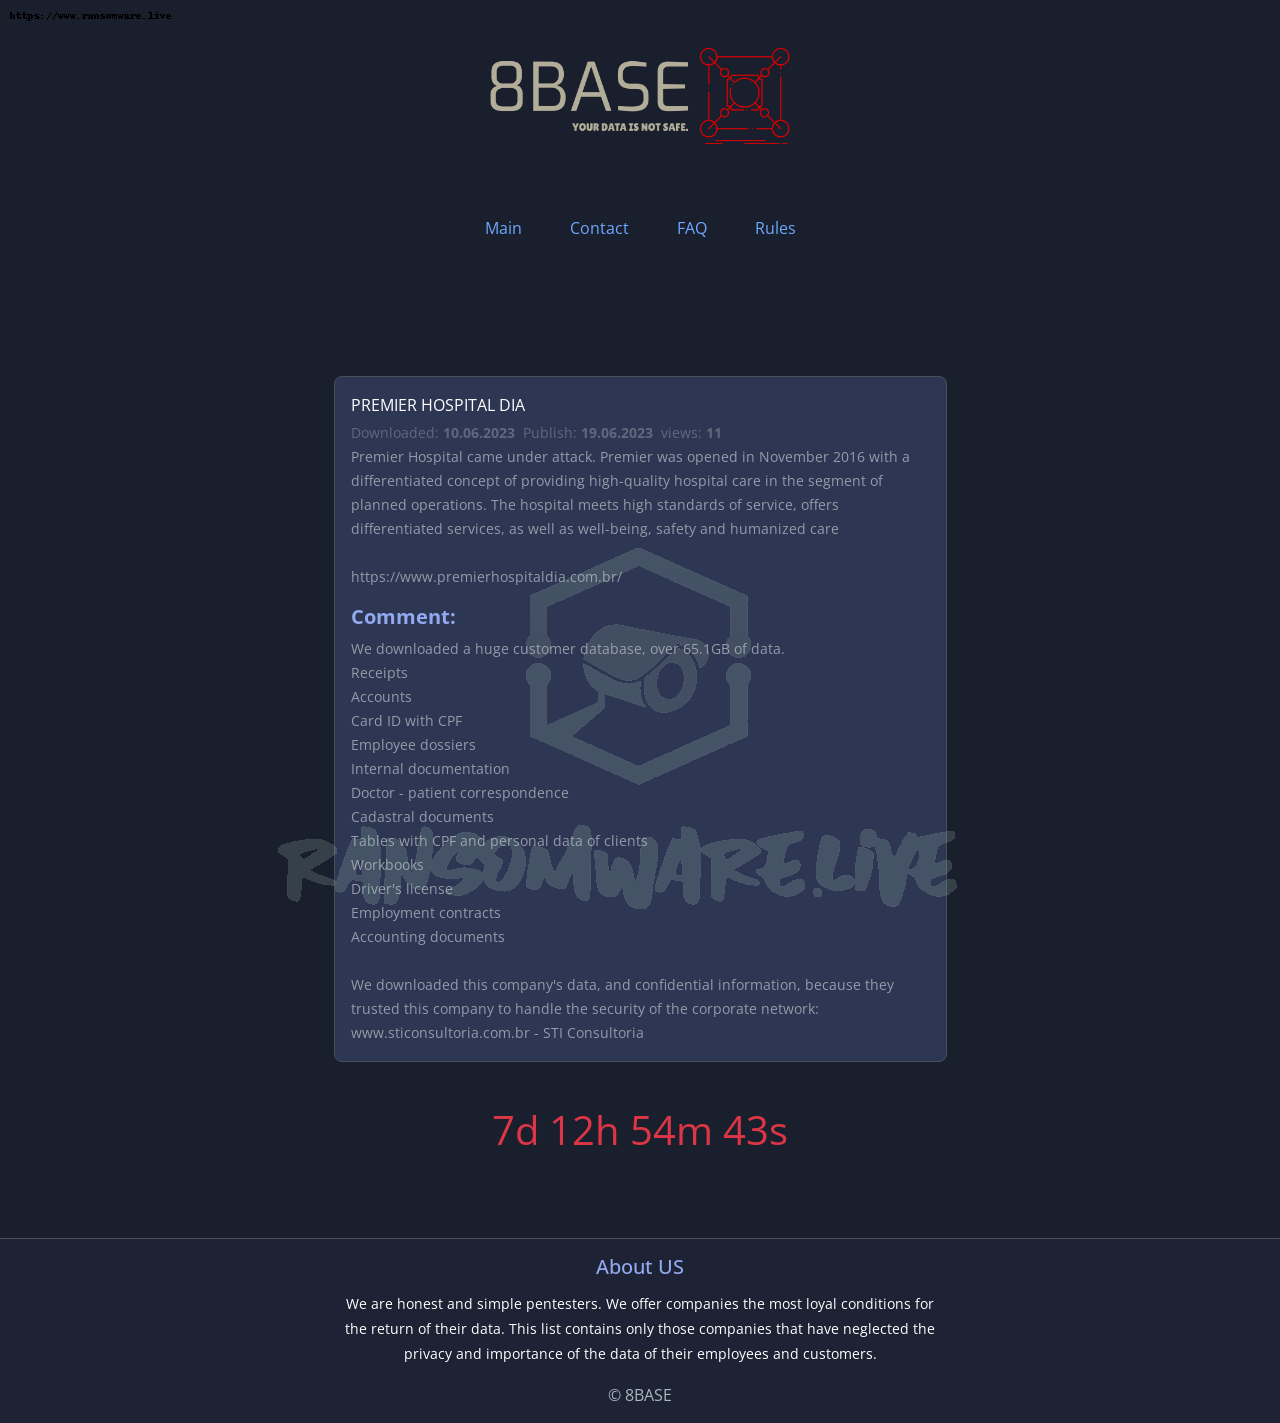 https://www.ransomware.live
8BASE
YOUR DATA IS NOT SAFE.
Main Contact FAQ Rules
PREMIER HOSPITAL DIA
Downloaded: 10.06.2023 Publish: 19.06.2023 views: 11
Premier Hospital came under attack. Premier was opened in November 2016 with a
differentiated concept of providing high-quality hospital care in the segment of
planned operations. The hospital meets high standards of service, offers
differentiated services, as well as well-being, safety and humanized care
https://www.premierhospitaldia.com.br/
Comment:
We downloaded a huge customer database, over 65.1GB of data.
Receipts
Accounts
Card ID with CPF
Employee dossiers
Internal documentation
Doctor - patient correspondence
Cadastral documents
Tables with CPF and personal data of clients
RANSOMWARE.LIVE
Workbooks
Driver's license
Employment contracts
Accounting documents
We downloaded this company's data, and confidential information, because they
trusted this company to handle the security of the corporate network:
www.sticonsultoria.com.br - STI Consultoria
7d 12h 54m 43s
About US
We are honest and simple pentesters. We offer companies the most loyal conditions for
the return of their data. This list contains only those companies that have neglected the
privacy and importance of the data of their employees and customers.
© 8BASE